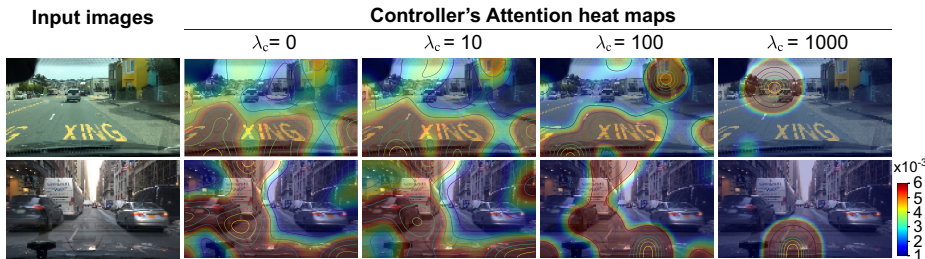 Input images
Controller's Attention heat maps
λc= 0
λc= 10
λc= 100
λc = 1000
XING
XING
XING
XING
XING
x10-3
6
5
4
3
2
1